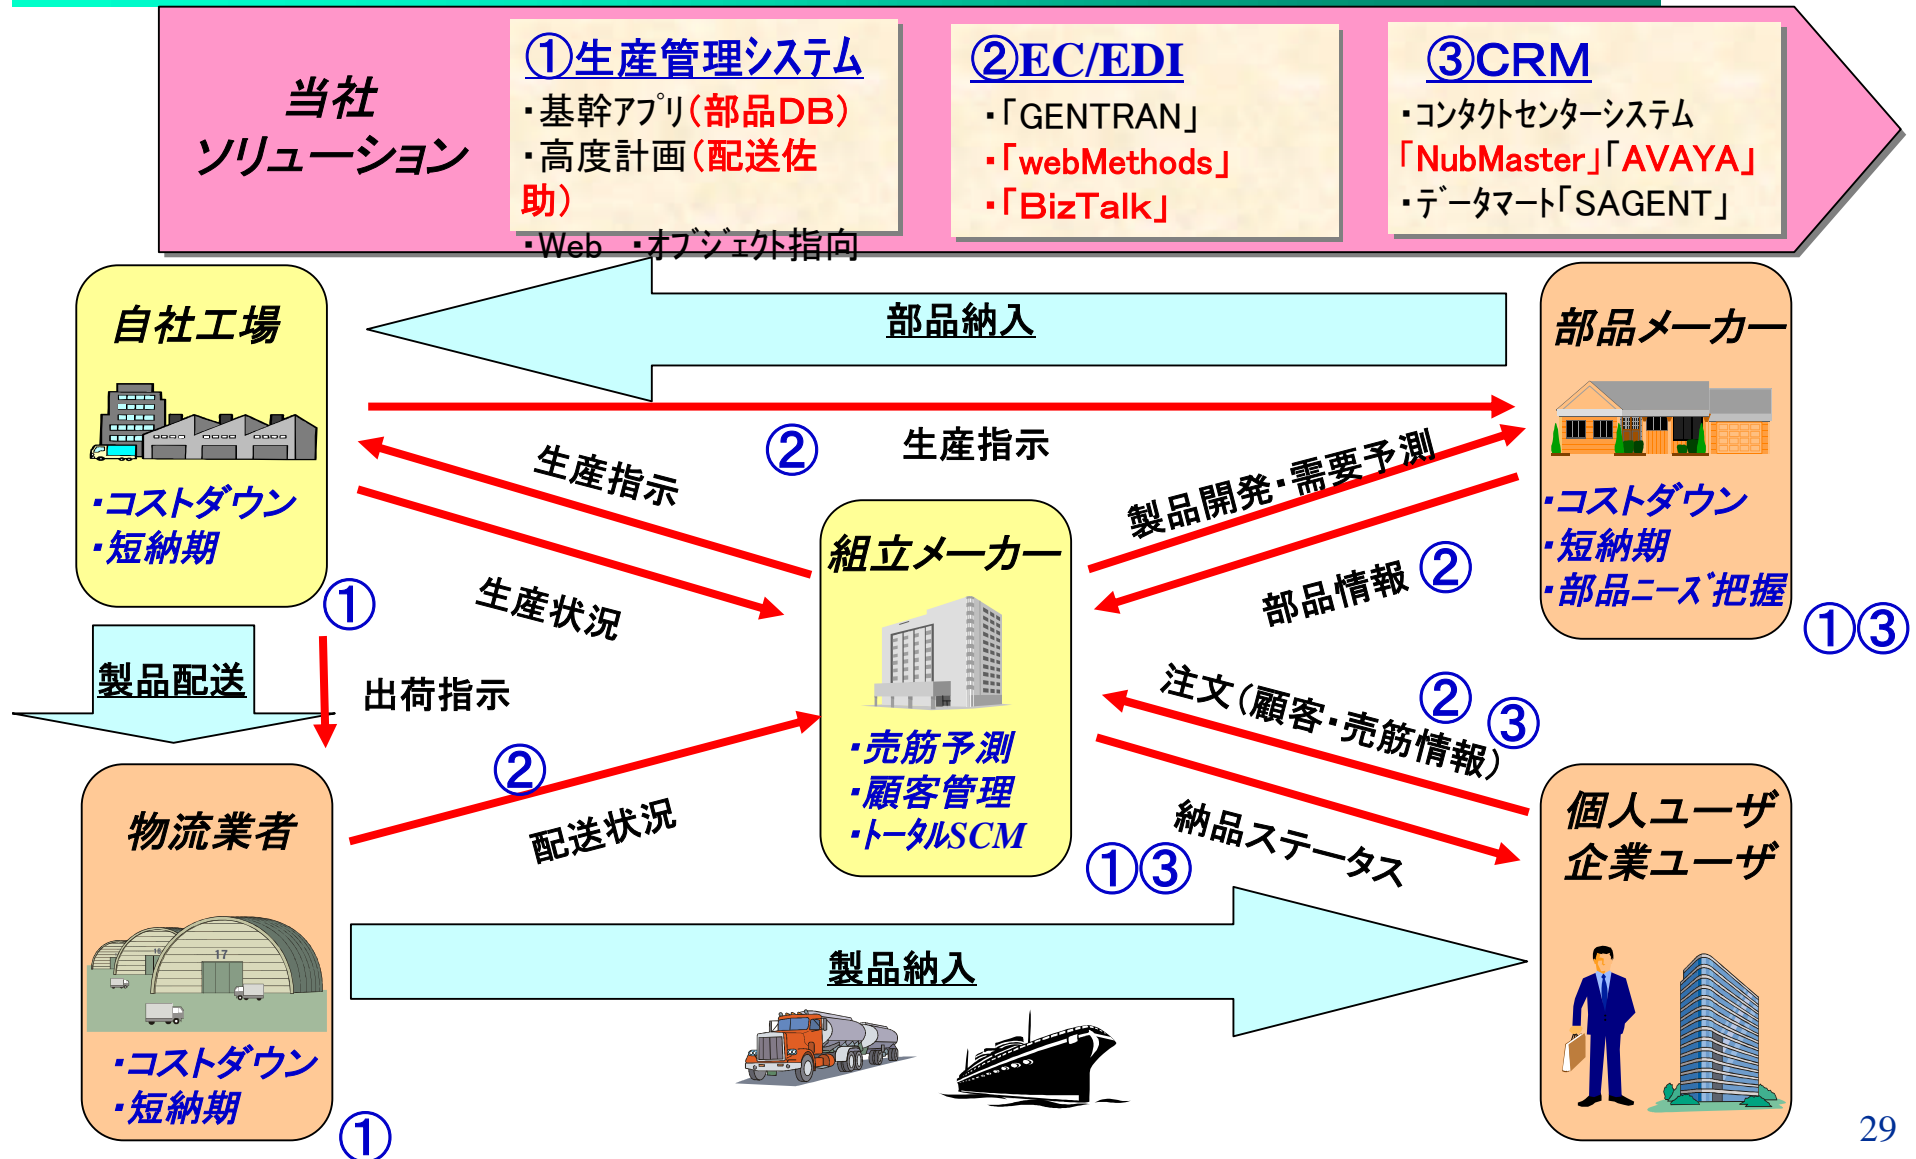 当社
ソリューション
①生産管理システム
・基幹アプリ(部品DB)
・高度計画(配送佐
助)
・Web ・オブジェクト指向
②EC/EDI
・「GENTRAN」
・「webMethods」
・「BizTalk」
③CRM
・コンタクトセンターシステム
「NubMaster」「AVAYA」
・データマート「SAGENT」
自社工場
・コストダウン
・短納期
①
部品納入
部品メーカー
・コストダウン
・短納期
・部品ニーズ把握
①③
生産指示
②
生産指示
生産状況
製品開発・需要予測
部品情報
②
組立メーカー
・売筋予測
・顧客管理
・トータルSCM
①③
製品配送
出荷指示
②
配送状況
注文(顧客・売筋情報)
②
③
納品ステータス
物流業者
16
17
・コストダウン
・短納期
①
製品納入
個人ユーザ
企業ユーザ
29